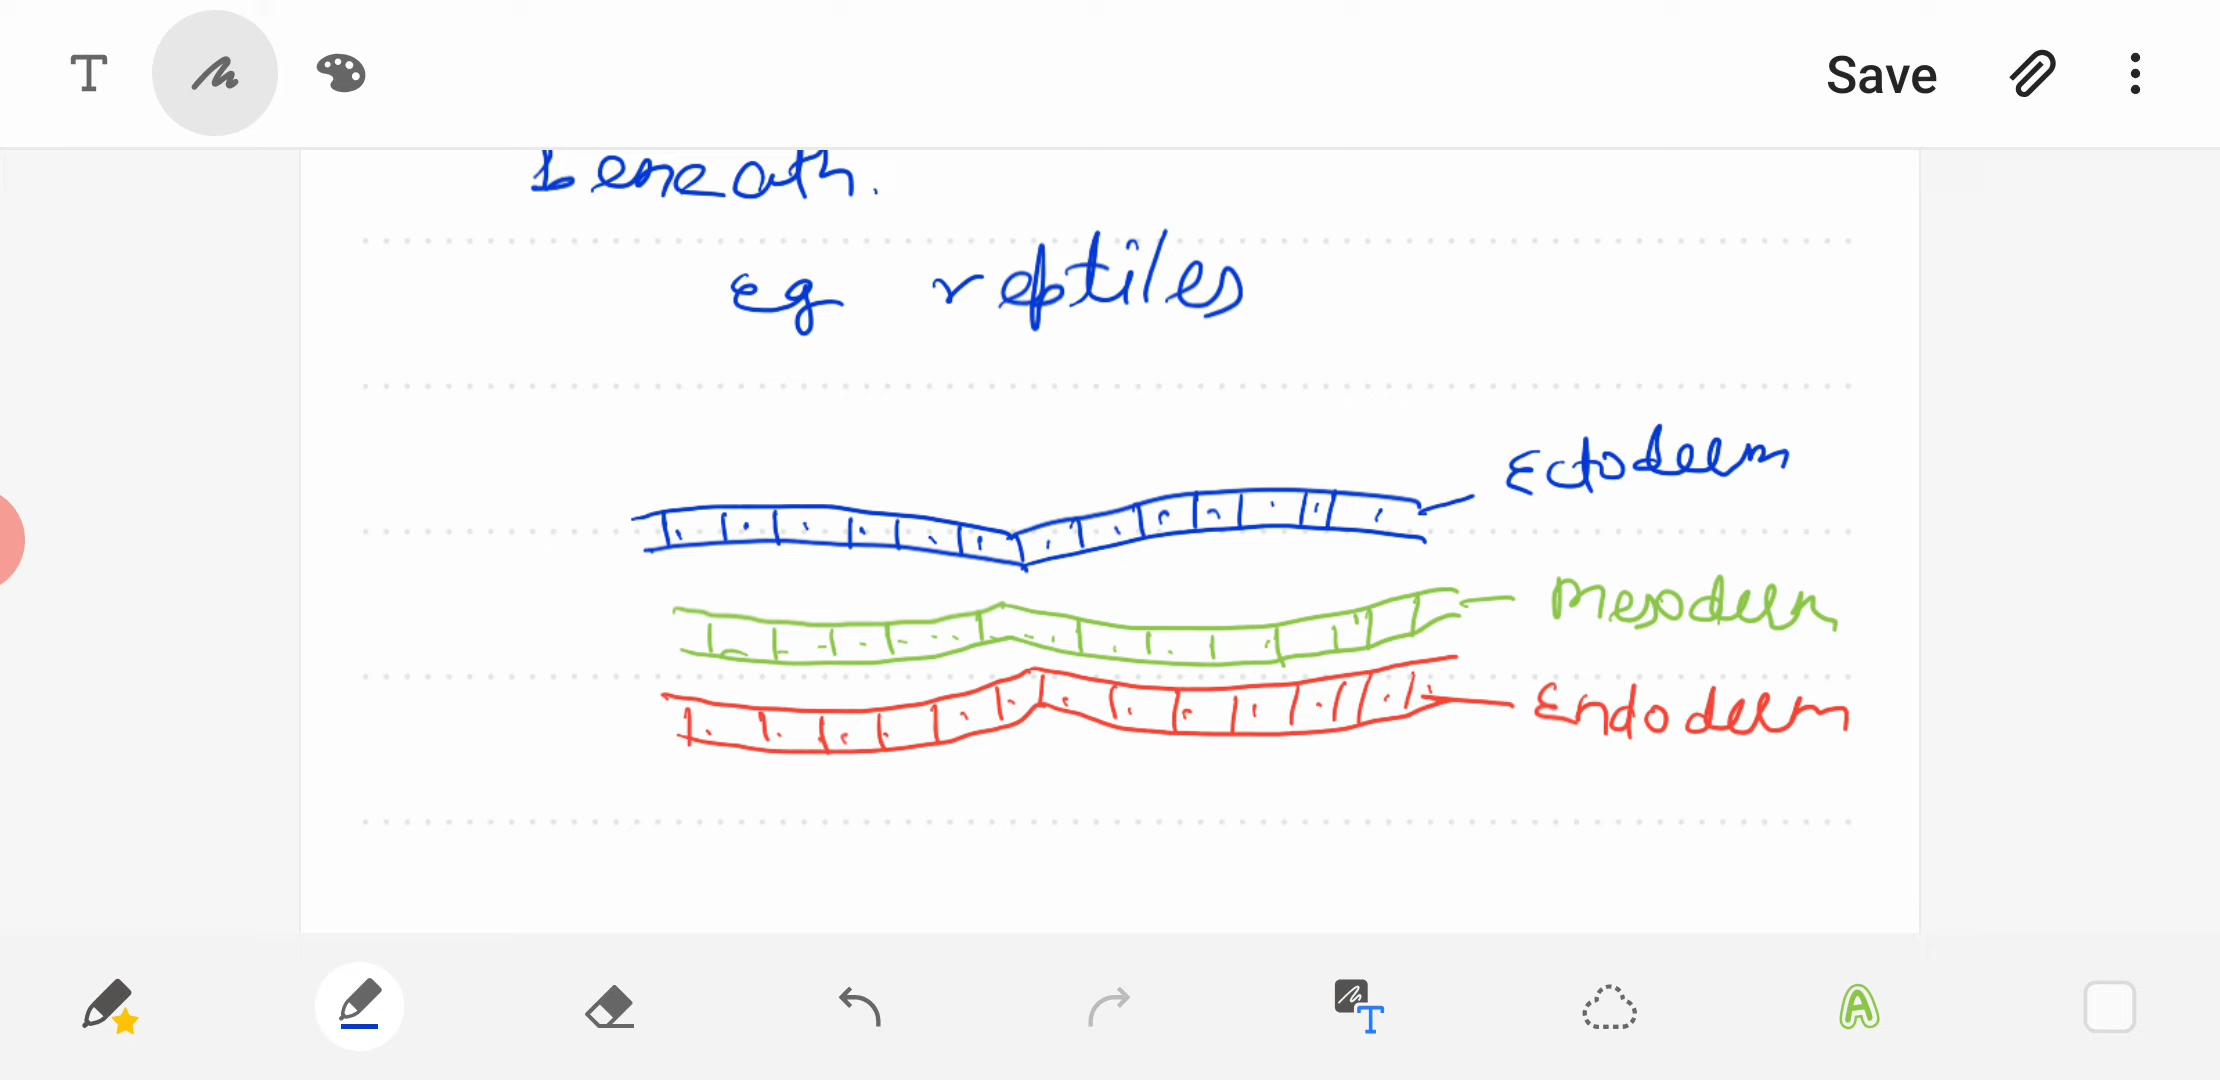 Save
beneath.
eg reptiles
Ectoderm
Mesoderm
Endoderm